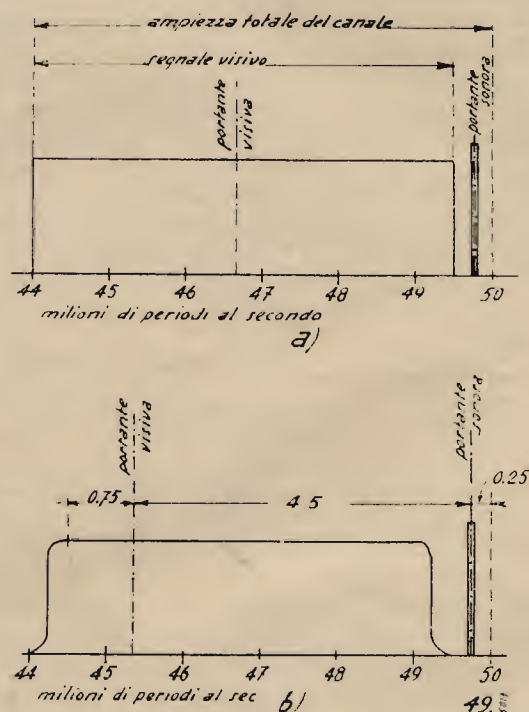 ampiezza totale del canale
segnale visivo
portante
visiva
portante
sonora
44 45 46 47 48 49 50
milioni di periodi al secondo
a)
portante
visiva
portante
sonora
0.75
4 5
0.25
44 45 46 47 48 49 50
milioni di periodi al sec
b)
49.